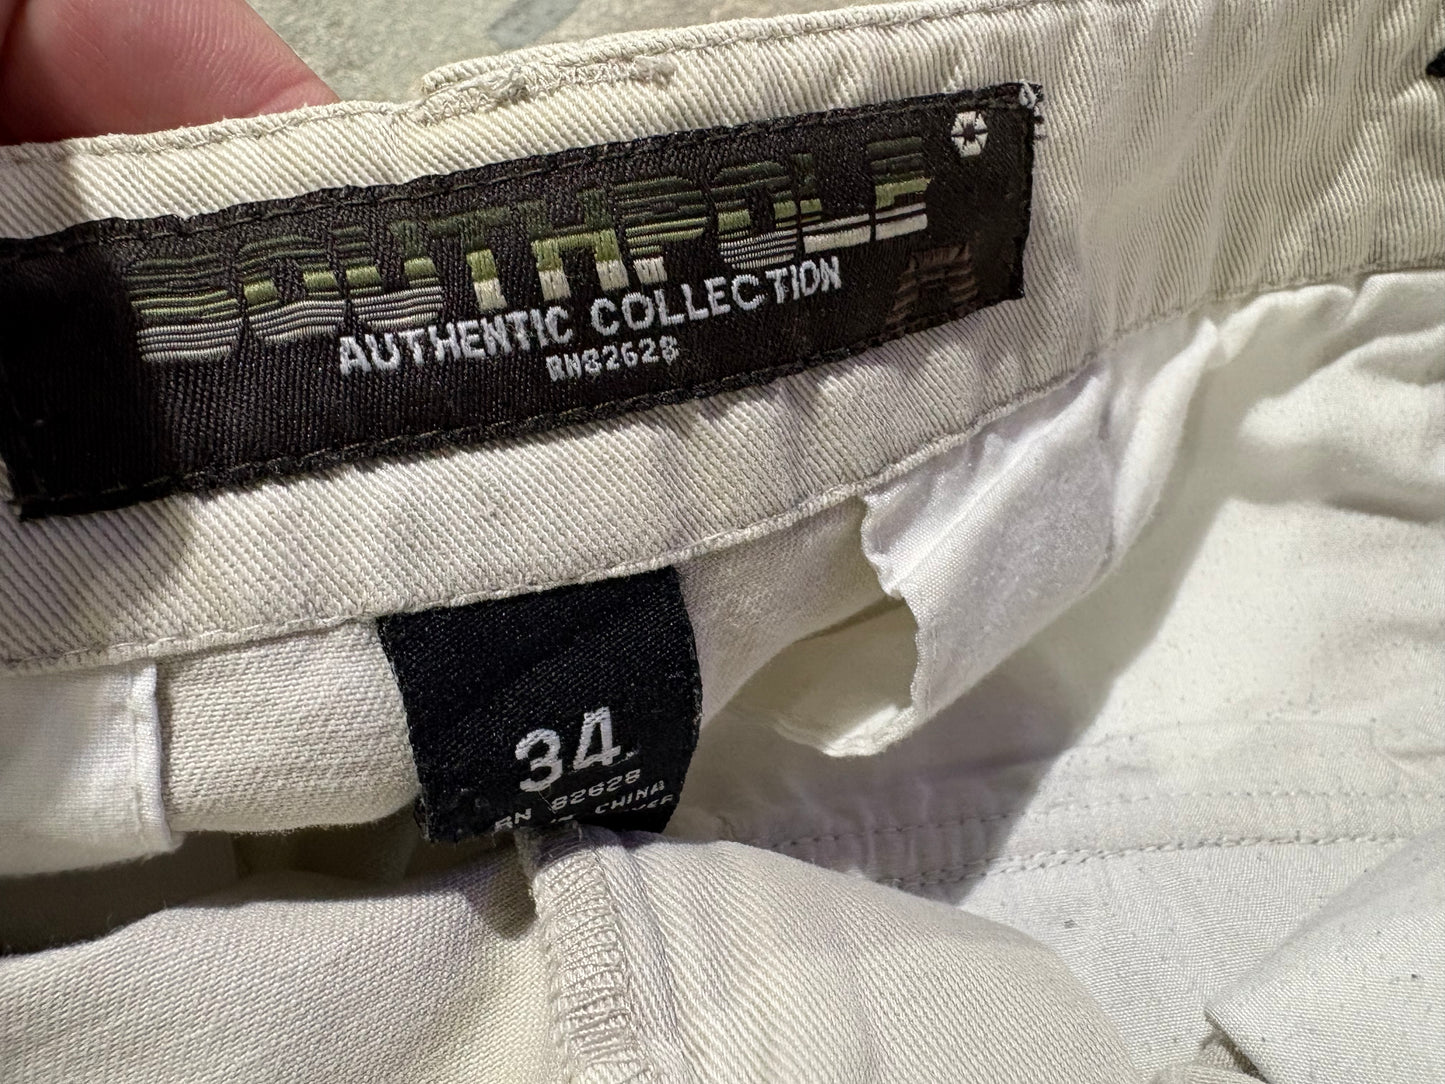 SOUTHPOLE
AUTHENTIC COLLECTION
RN82628
34
RN 82628
CHINA